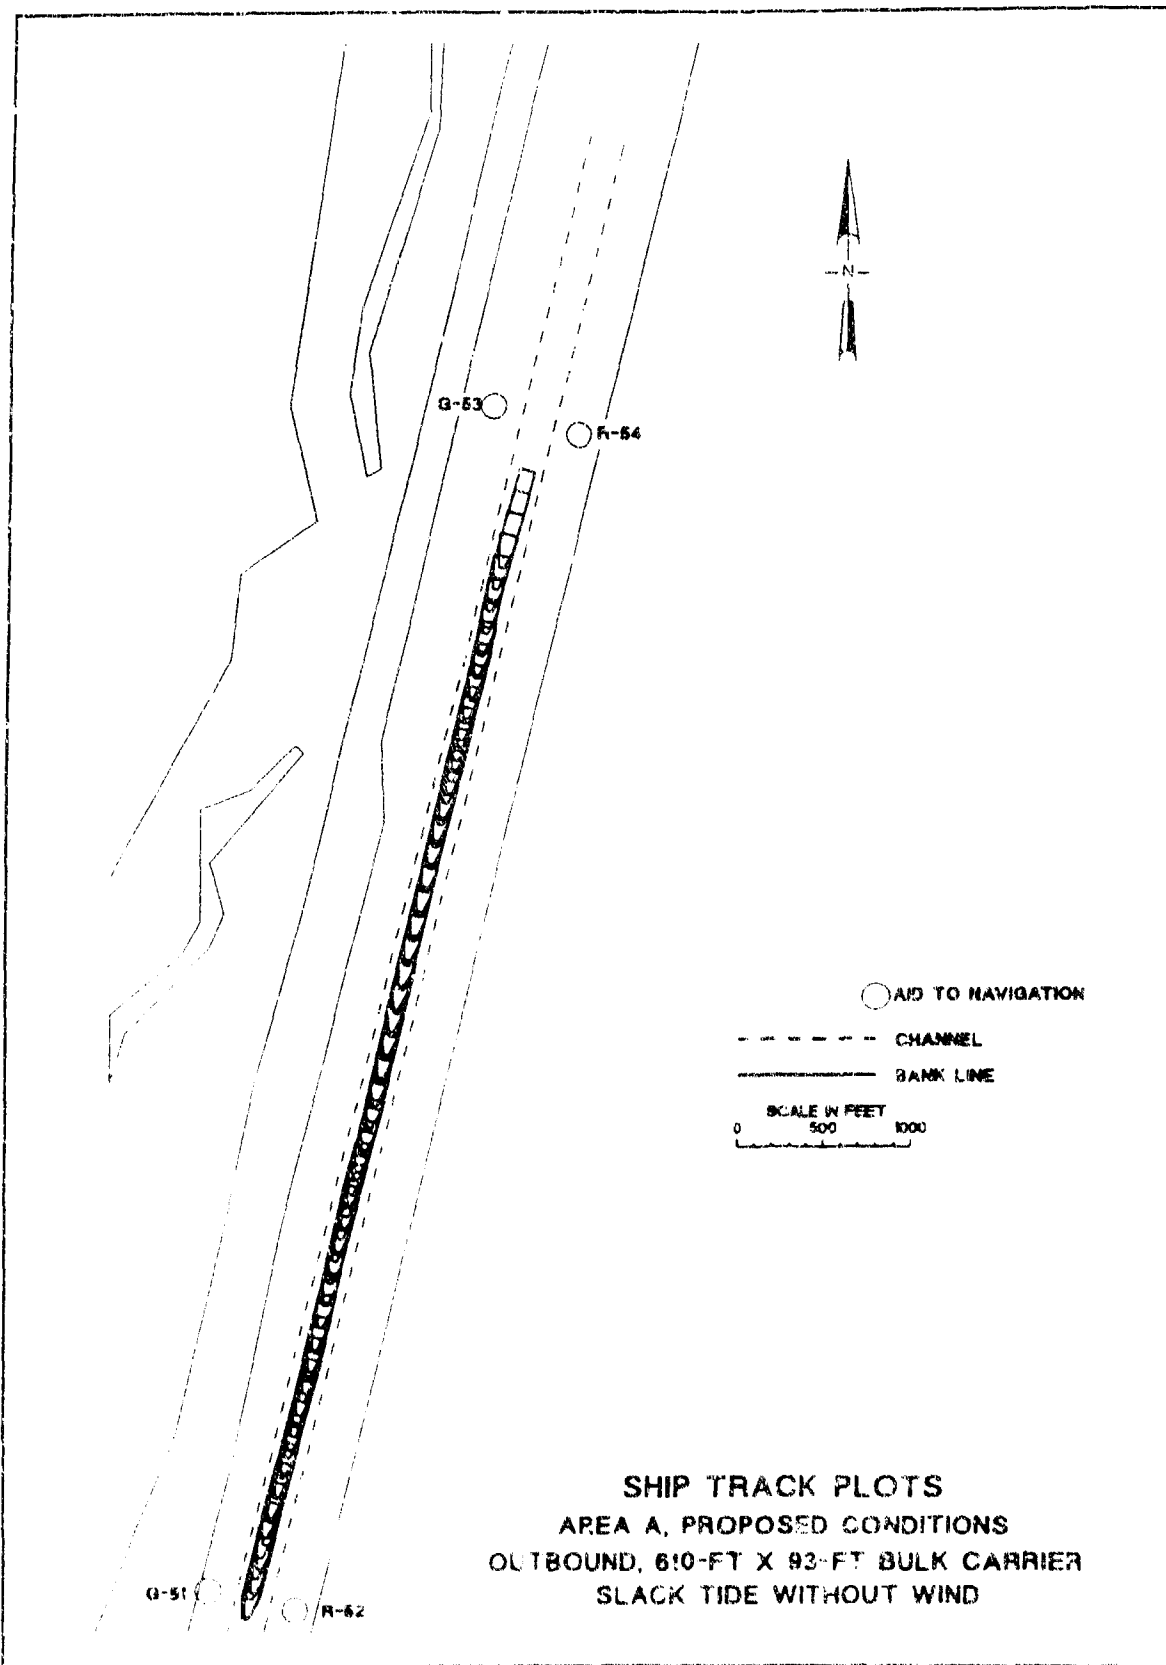 N
G-53
R-54
AID TO NAVIGATION
CHANNEL
BANK LINE
SCALE IN FEET
0 500 1000
SHIP TRACK PLOTS
AREA A, PROPOSED CONDITIONS
OUTBOUND, 610-FT X 93-FT BULK CARRIER
SLACK TIDE WITHOUT WIND
G-51
R-52